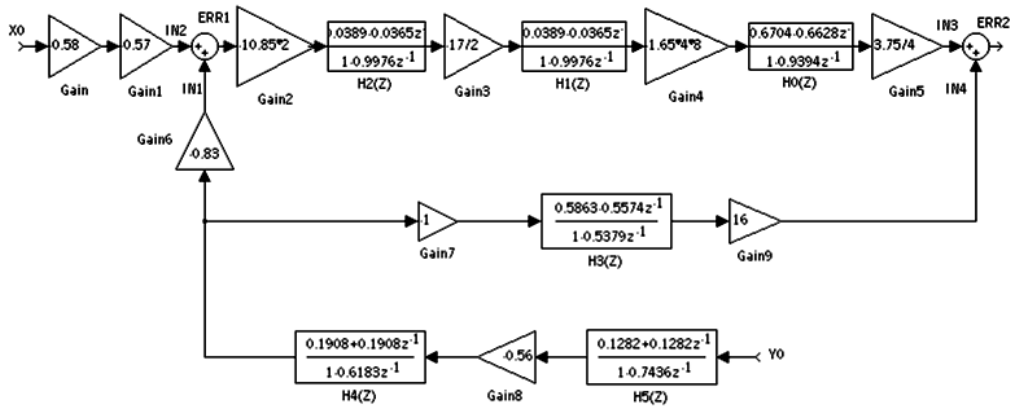 X0
0.58
Gain
0.57
Gain1
IN2
ERR1
IN1
10.85*2
Gain2
0.0389-0.0365z⁻
1-0.9976z⁻¹
H2(Z)
17/2
Gain3
0.0389-0.0365z⁻
1-0.9976z⁻¹
H1(Z)
1.65*4*8
Gain4
0.6704-0.6628z⁻
1-0.9394z⁻¹
H0(Z)
3.75/4
Gain5
IN3
ERR2
IN4
Gain6
-0.83
-1
Gain7
0.5863-0.5574z⁻¹
1-0.5379z⁻¹
H3(Z)
16
Gain9
0.1908+0.1908z⁻¹
1-0.6183z⁻¹
H4(Z)
-0.56
Gain8
0.1282+0.1282z⁻¹
1-0.7436z⁻¹
H5(Z)
Y0